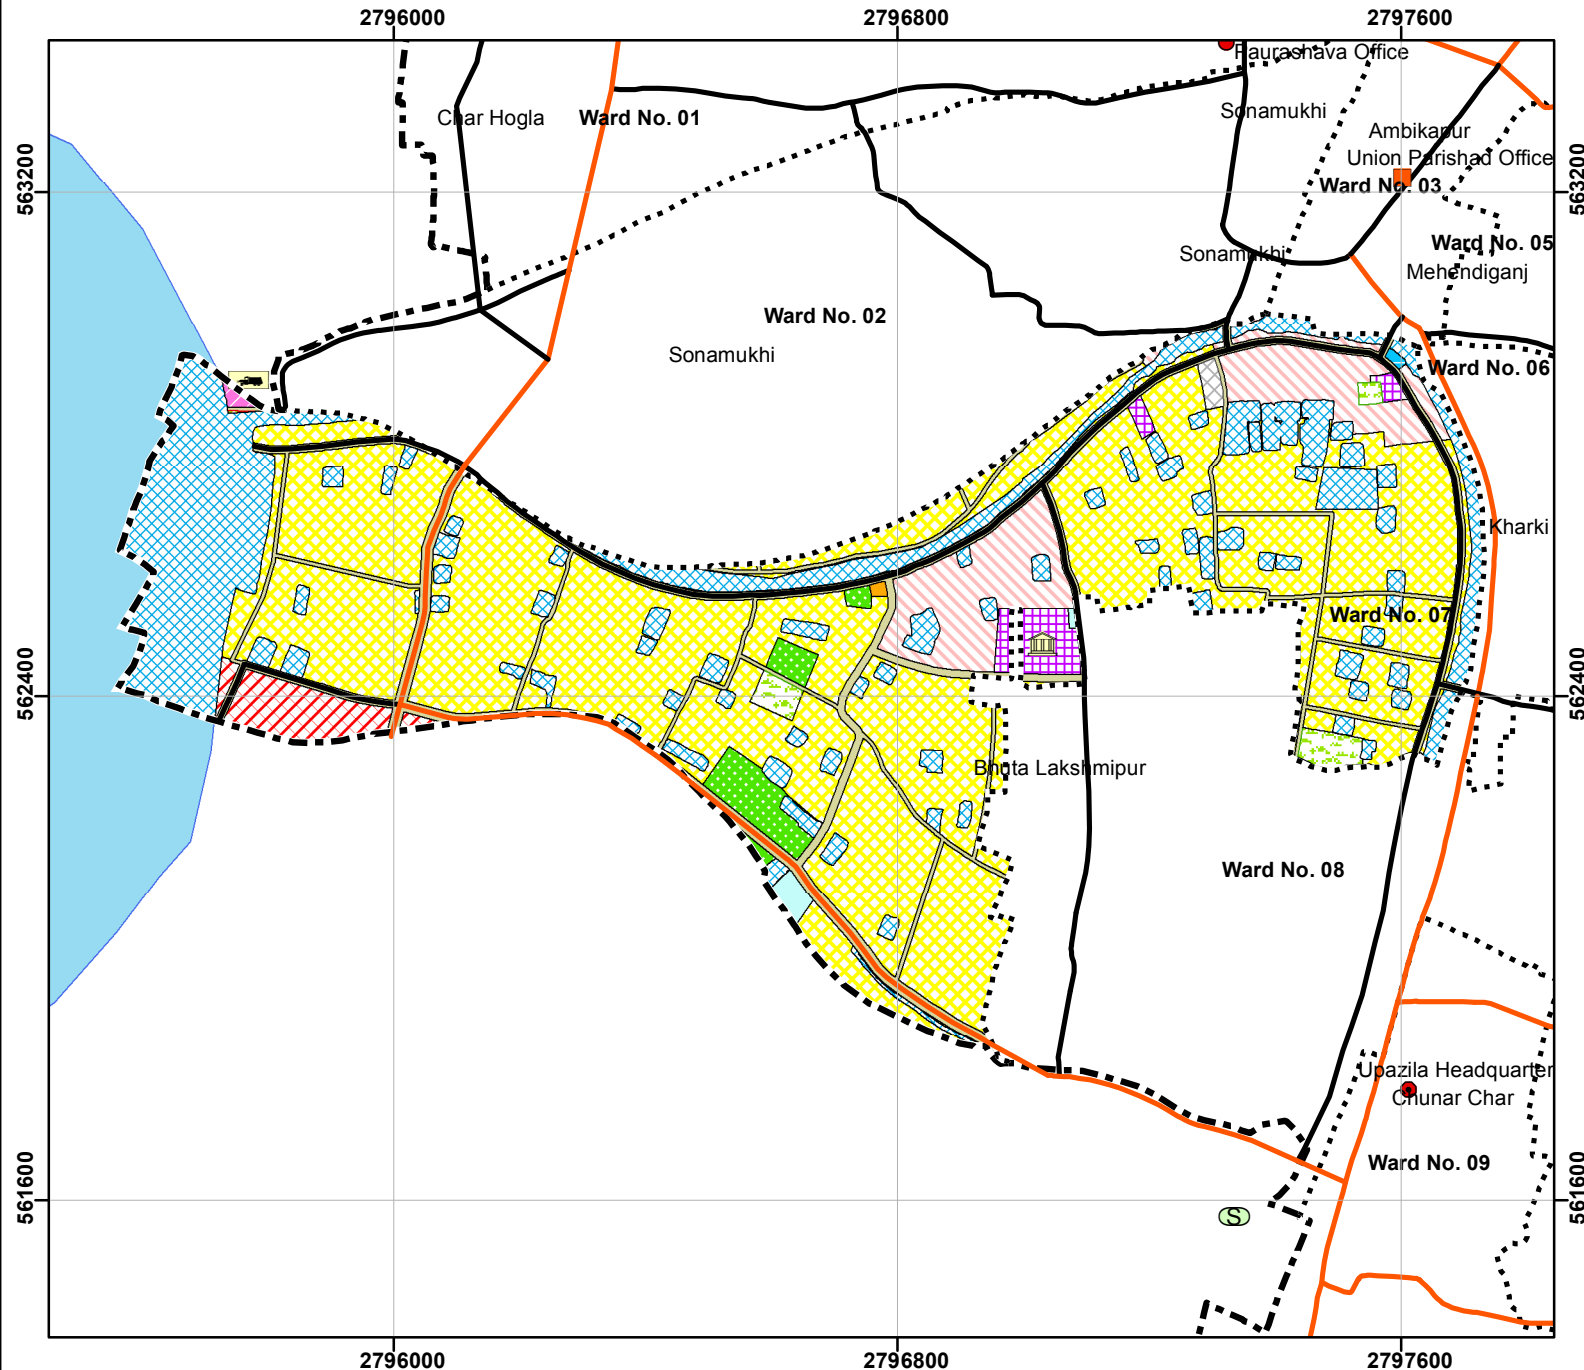 2796000 2796800 2797600
Paurashava Office
Char Hogla
Ward No. 01
Sonamukhi
Ambikapur
Union Parishad Office
563200
563200
Ward No. 03
Ward No. 05
Sonamukhi
Mehendiganj
Ward No. 02
Sonamukhi
Ward No. 06
Kharki
Ward No. 07
562400
562400
Bhuta Lakshmipur
Ward No. 08
Upazila Headquarter
Chunar Char
Ward No. 09
561600
561600
S
2796000 2796800 2797600